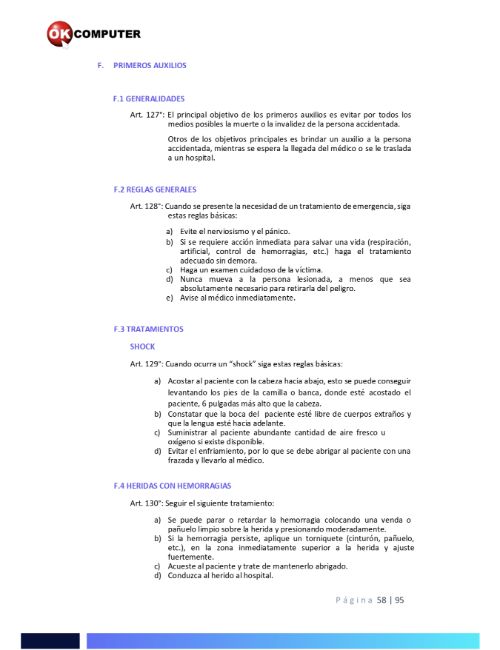 OK COMPUTER
F. PRIMEROS AUXILIOS
F.1 GENERALIDADES
Art. 127°: El principal objetivo de los primeros auxilios es evitar por todos los
medios posibles la muerte o la invalidez de la persona accidentada.
Otros de los objetivos principales es brindar un auxilio a la persona
accidentada, mientras se espera la llegada del médico o se le traslada
a un hospital.
F.2 REGLAS GENERALES
Art. 128°: Cuando se presente la necesidad de un tratamiento de emergencia, siga
estas reglas básicas:
a) Evite el nerviosismo y el pánico.
b) Si se requiere acción inmediata para salvar una vida (respiración,
artificial, control de hemorragias, etc.) haga el tratamiento
adecuado sin demora.
c) Haga un examen cuidadoso de la víctima.
d) Nunca mueva a la persona lesionada, a menos que sea
absolutamente necesario para retirarla del peligro.
e) Avise al médico inmediatamente.
F.3 TRATAMIENTOS
SHOCK
Art. 129°: Cuando ocurra un “shock” siga estas reglas básicas:
a) Acostar al paciente con la cabeza hacia abajo, esto se puede conseguir
levantando los pies de la camilla o banca, donde esté acostado el
paciente, 6 pulgadas más alto que la cabeza.
b) Constatar que la boca del paciente esté libre de cuerpos extraños y
que la lengua esté hacia adelante.
c) Suministrar al paciente abundante cantidad de aire fresco u
oxígeno si existe disponible.
d) Evitar el enfriamiento, por lo que se debe abrigar al paciente con una
frazada y llevarlo al médico.
F.4 HERIDAS CON HEMORRAGIAS
Art. 130°: Seguir el siguiente tratamiento:
a) Se puede parar o retardar la hemorragia colocando una venda o
pañuelo limpio sobre la herida y presionando moderadamente.
b) Si la hemorragia persiste, aplique un torniquete (cinturón, pañuelo,
etc.), en la zona inmediatamente superior a la herida y ajuste
fuertemente.
c) Acueste al paciente y trate de mantenerlo abrigado.
d) Conduzca al herido al hospital.
Página 58 | 95